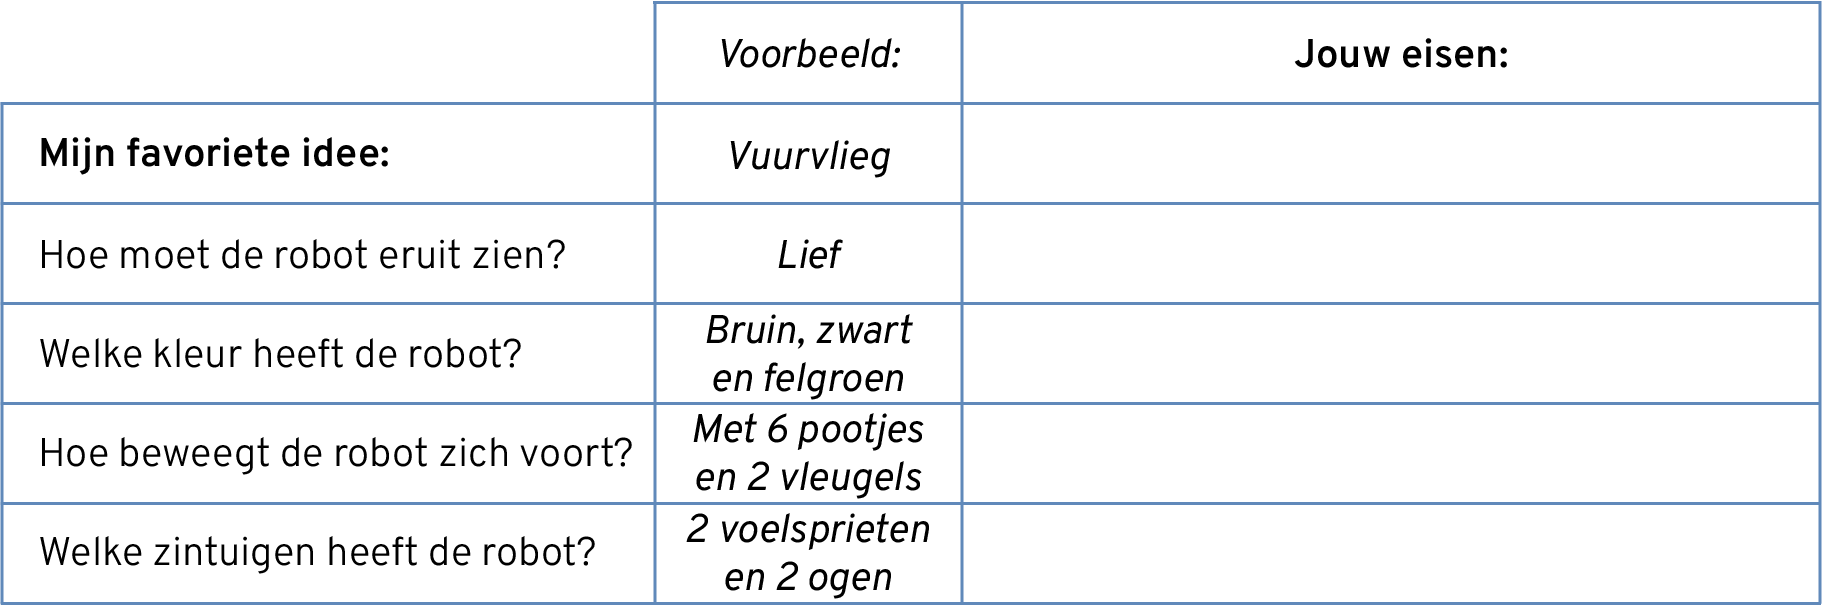 Voorbeeld:
Jouw eisen:
Mijn favoriete idee:
Vuurvlieg
Hoe moet de robot eruit zien?
Lief
Welke kleur heeft de robot?
Bruin, zwart
en felgroen
Hoe beweegt de robot zich voort?
Met 6 pootjes
en 2 vleugels
Welke zintuigen heeft de robot?
2 voelsprieten
en 2 ogen